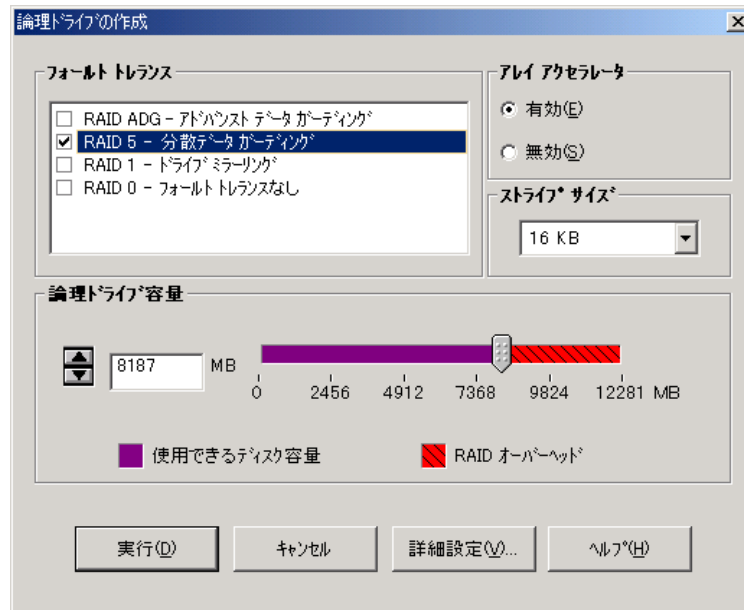 論理ﾄﾞﾗｲﾌﾞの作成
ﾌｫｰﾙﾄ ﾄﾚﾗﾝｽ
RAID ADG - ｱﾄﾞﾊﾞﾝｽﾄ ﾃﾞｰﾀ ｶﾞｰﾃﾞｨﾝｸﾞ
RAID 5 - 分散ﾃﾞｰﾀ ｶﾞｰﾃﾞｨﾝｸﾞ
RAID 1 - ﾄﾞﾗｲﾌﾞ ﾐﾗｰﾘﾝｸﾞ
RAID 0 - ﾌｫｰﾙﾄ ﾄﾚﾗﾝｽなし
ｱﾚｲ ｱｸｾﾗﾚｰﾀ
有効(E)
無効(S)
ｽﾄﾗｲﾌﾟ ｻｲｽﾞ
16 KB
論理ﾄﾞﾗｲﾌﾞ容量
8187 MB
0 2456 4912 7368 9824 12281 MB
使用できるﾃﾞｨｽｸ容量
RAID ｵｰﾊﾞｰﾍｯﾄﾞ
実行(D)
ｷｬﾝｾﾙ
詳細設定(V)...
ﾍﾙﾌﾟ(H)